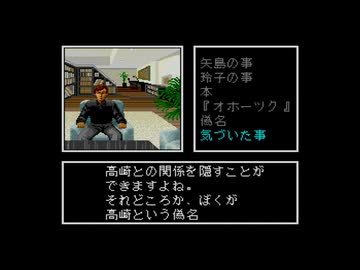 矢島の事
玲子の事
本
『オホーツク』
偽名
気づいた事
高崎との関係を隠すことが
できますよね。
それどころか、ぼくが
高崎という偽名